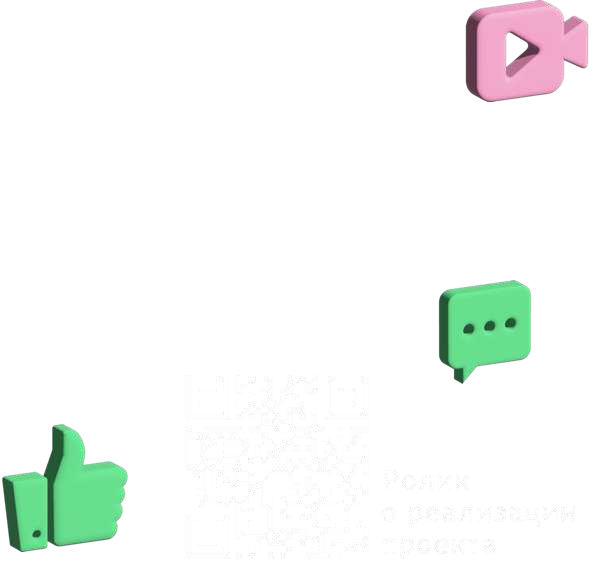 Ролик
о реализации
проекта